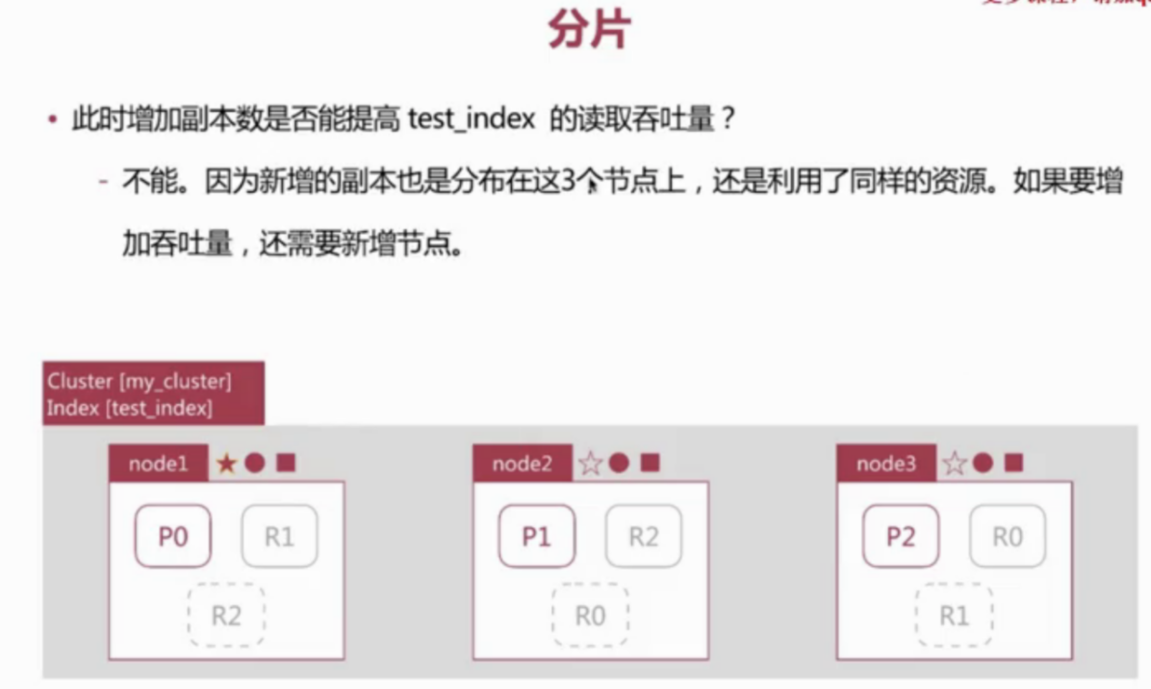 分片
• 此时增加副本数是否能提高 test_index 的读取吞吐量？
- 不能。因为新增的副本也是分布在这3个节点上，还是利用了同样的资源。如果要增
加吞吐量，还需要新增节点。
Cluster [my_cluster]
Index [test_index]
node1
node2
node3
P0 R1
P1 R2
P2 R0
R2
R0
R1